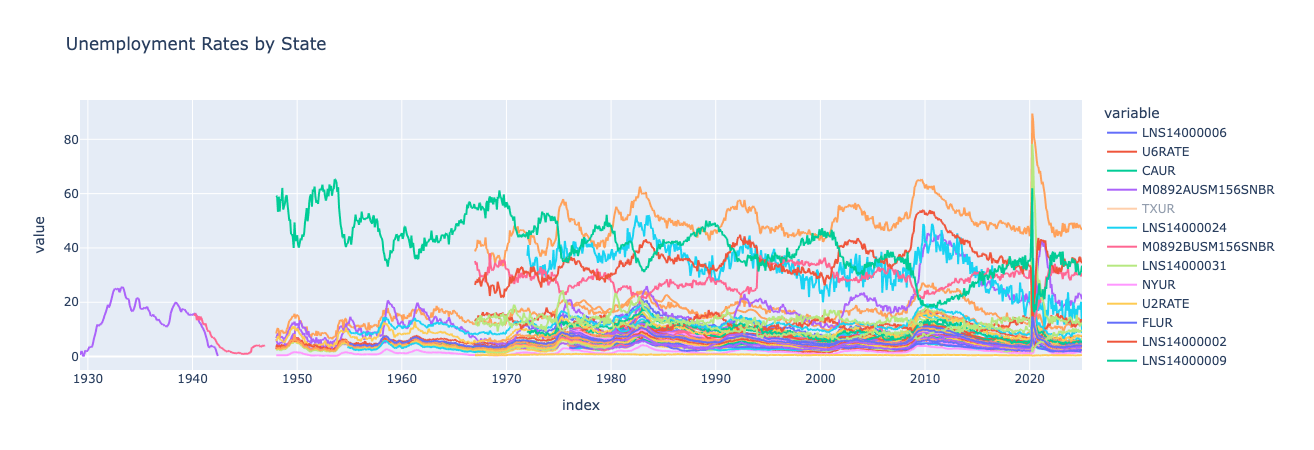 Unemployment Rates by State
variable
LNS14000006
U6RATE
CAUR
M0892AUSM156SNBR
TXUR
LNS14000024
M0892BUSM156SNBR
LNS14000031
NYUR
U2RATE
FLUR
LNS14000002
LNS14000009
value
80
60
40
20
0
1930 1940 1950 1960 1970 1980 1990 2000 2010 2020
index